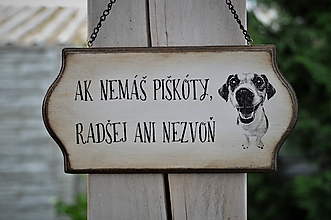 AK NEMÁŠ PIŠKÓTY,
RADŠEJ ANI NEZVOŇ